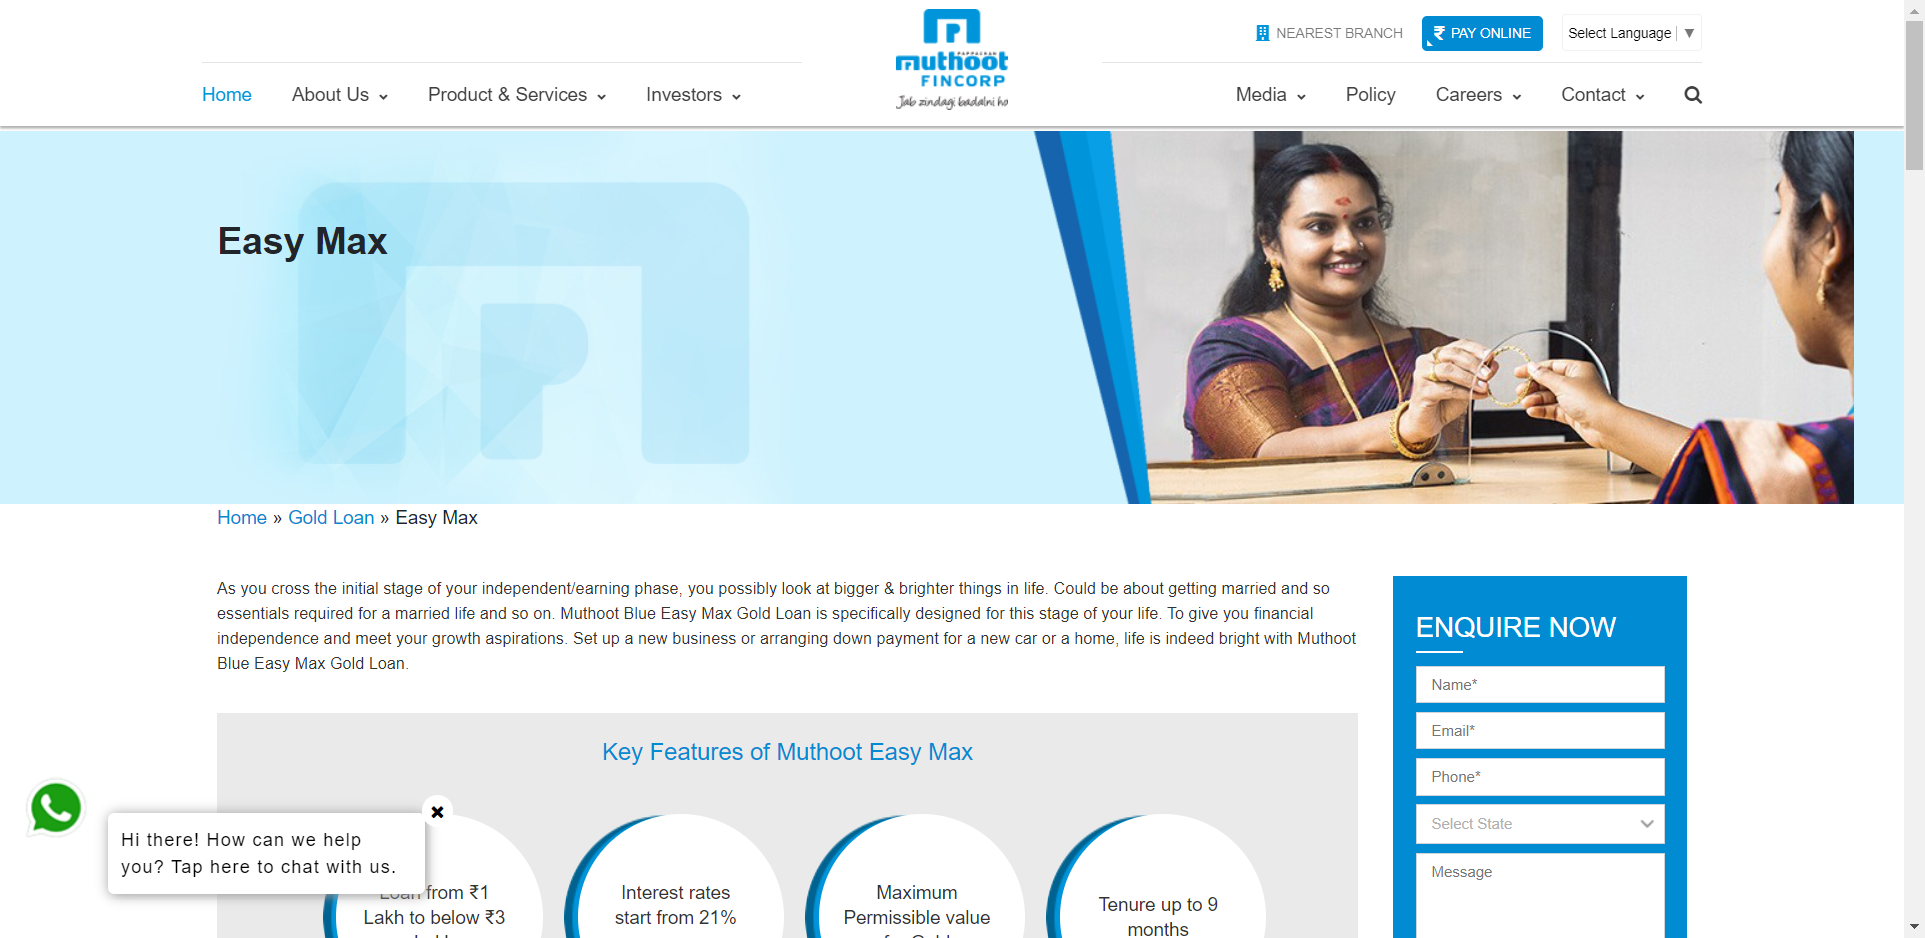 NEAREST BRANCH
PAY ONLINE
Select Language ▼
PAPPACHAN
muthoot
FINCORP
Jab zindagi badalni ho
Home
About Us
Product & Services
Investors
Media
Policy
Careers
Contact
Easy Max
Home » Gold Loan » Easy Max
As you cross the initial stage of your independent/earning phase, you possibly look at bigger & brighter things in life. Could be about getting married and so
essentials required for a married life and so on. Muthoot Blue Easy Max Gold Loan is specifically designed for this stage of your life. To give you financial
independence and meet your growth aspirations. Set up a new business or arranging down payment for a new car or a home, life is indeed bright with Muthoot
Blue Easy Max Gold Loan.
Key Features of Muthoot Easy Max
Loan from ₹1
Lakh to below ₹3
Interest rates
start from 21%
Maximum
Permissible value
Tenure up to 9
months
ENQUIRE NOW
Name*
Email*
Phone*
Select State
Message
Hi there! How can we help
you? Tap here to chat with us.